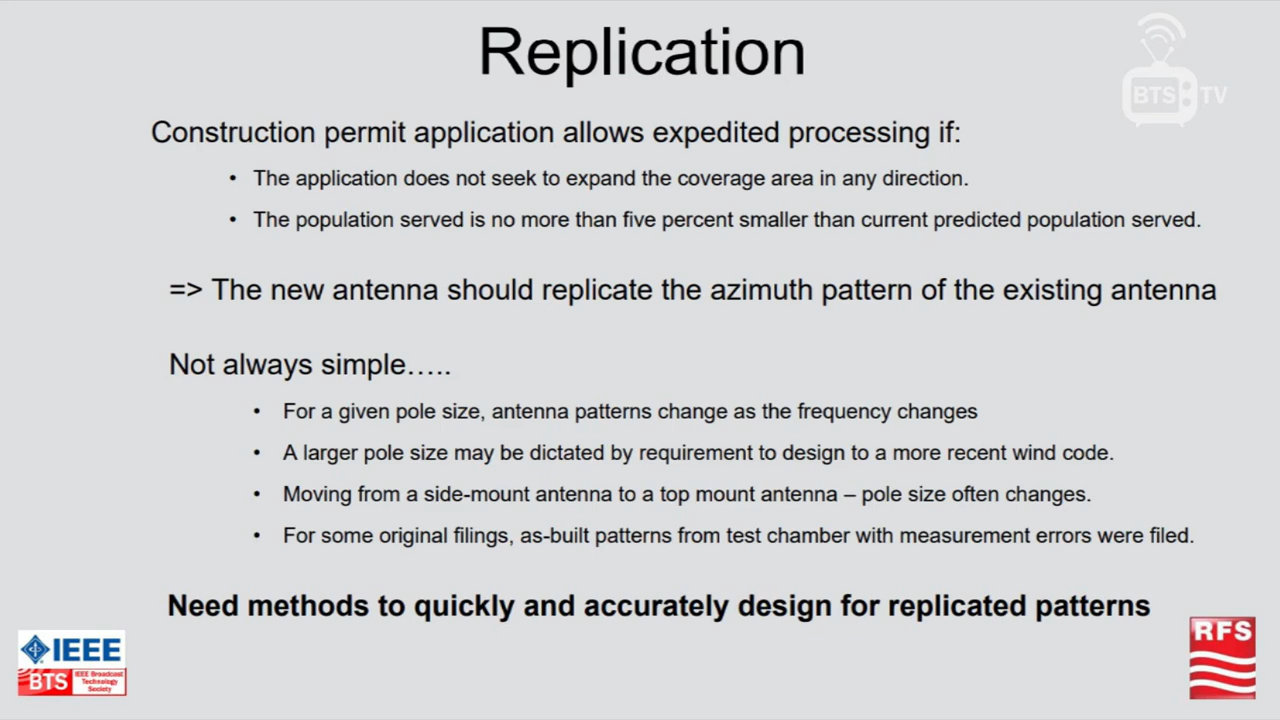 Replication
BTS TV
Construction permit application allows expedited processing if:
• The application does not seek to expand the coverage area in any direction.
• The population served is no more than five percent smaller than current predicted population served.
=> The new antenna should replicate the azimuth pattern of the existing antenna
Not always simple…..
• For a given pole size, antenna patterns change as the frequency changes
• A larger pole size may be dictated by requirement to design to a more recent wind code.
• Moving from a side-mount antenna to a top mount antenna – pole size often changes.
• For some original filings, as-built patterns from test chamber with measurement errors were filed.
Need methods to quickly and accurately design for replicated patterns
IEEE
BTS
IEEE Broadcast
Technology
Society
RFS